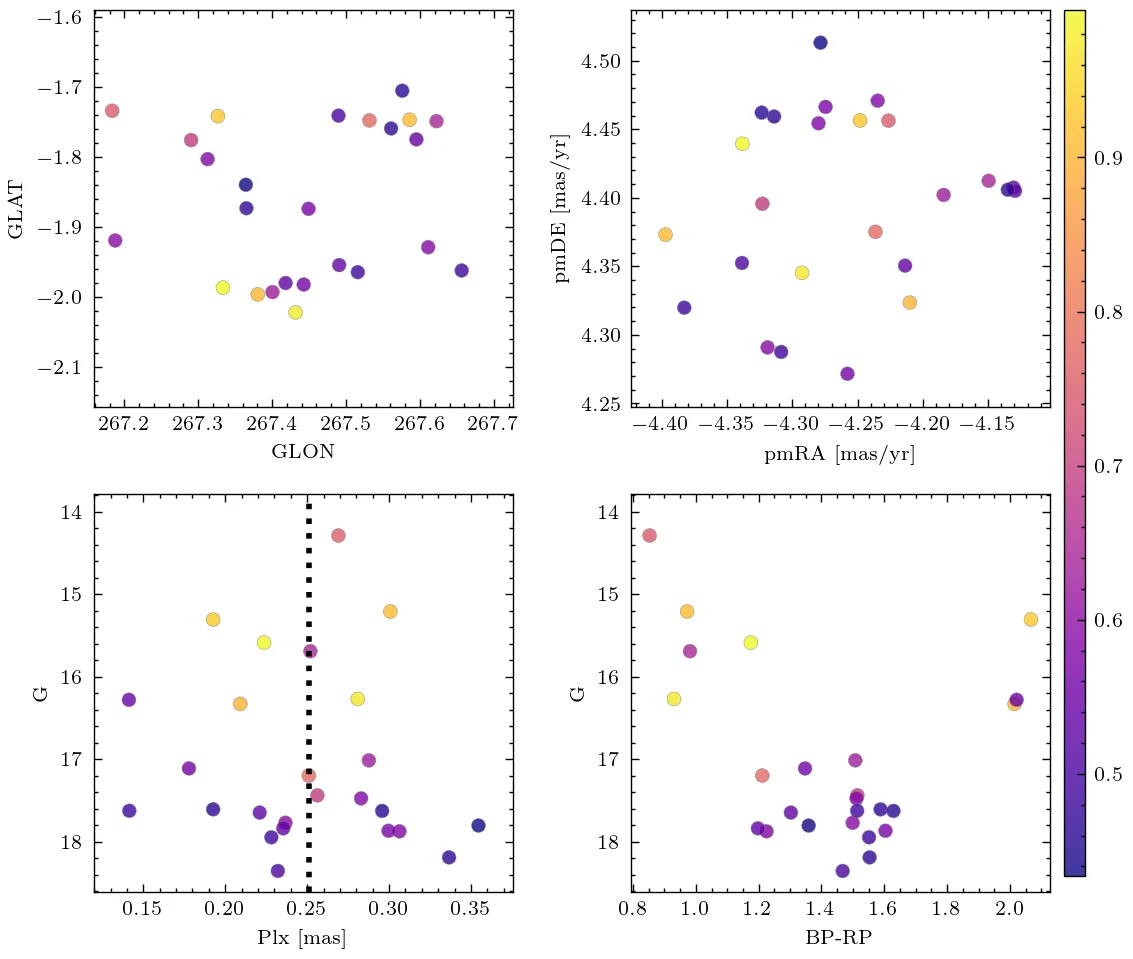 −1.6
−1.7
−1.8
−1.9
−2.0
−2.1
GLAT
267.2 267.3 267.4 267.5 267.6 267.7
GLON
4.50
4.45
4.40
4.35
4.30
4.25
pmDE [mas/yr]
−4.40 −4.35 −4.30 −4.25 −4.20 −4.15
pmRA [mas/yr]
0.9
0.8
0.7
0.6
0.5
14
15
16
17
18
G
0.15 0.20 0.25 0.30 0.35
Plx [mas]
14
15
16
17
18
G
0.8 1.0 1.2 1.4 1.6 1.8 2.0
BP-RP